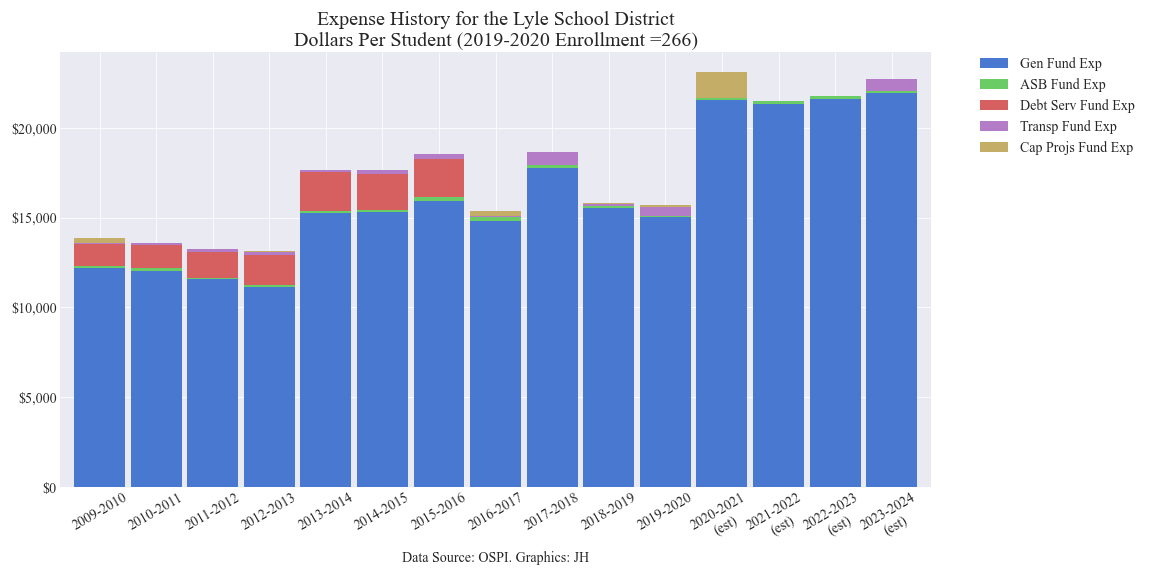 Expense History for the Lyle School District
Dollars Per Student (2019-2020 Enrollment =266)
Gen Fund Exp
ASB Fund Exp
Debt Serv Fund Exp
Transp Fund Exp
Cap Projs Fund Exp
$20,000
$15,000
$10,000
$5,000
$0
2009-2010
2010-2011
2011-2012
2012-2013
2013-2014
2014-2015
2015-2016
2016-2017
2017-2018
2018-2019
2019-2020
2020-2021
(est)
2021-2022
(est)
2022-2023
(est)
2023-2024
(est)
Data Source: OSPI. Graphics: JH